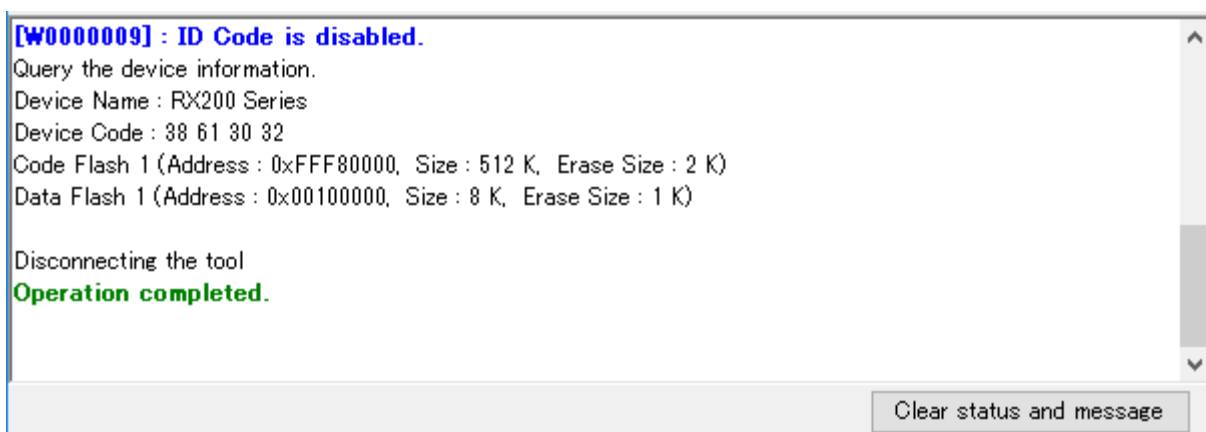 [W0000009] : ID Code is disabled.
Query the device information.
Device Name : RX200 Series
Device Code : 38 61 30 32
Code Flash 1 (Address : 0xFFF80000, Size : 512 K, Erase Size : 2 K)
Data Flash 1 (Address : 0x00100000, Size : 8 K, Erase Size : 1 K)
Disconnecting the tool
Operation completed.
Clear status and message